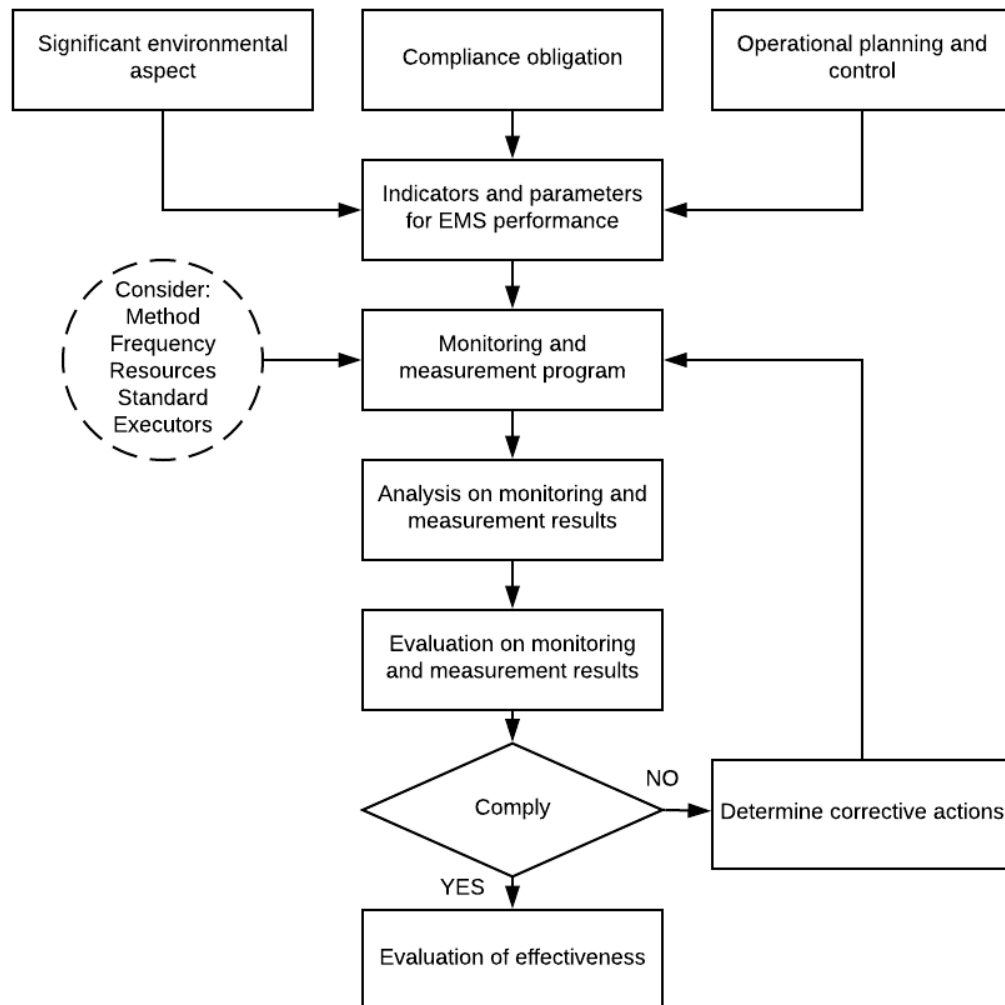 Significant environmental
aspect
Compliance obligation
Operational planning and
control
Indicators and parameters
for EMS performance
Consider:
Method
Frequency
Resources
Standard
Executors
Monitoring and
measurement program
Analysis on monitoring and
measurement results
Evaluation on monitoring
and measurement results
Comply
NO
Determine corrective actions
YES
Evaluation of effectiveness